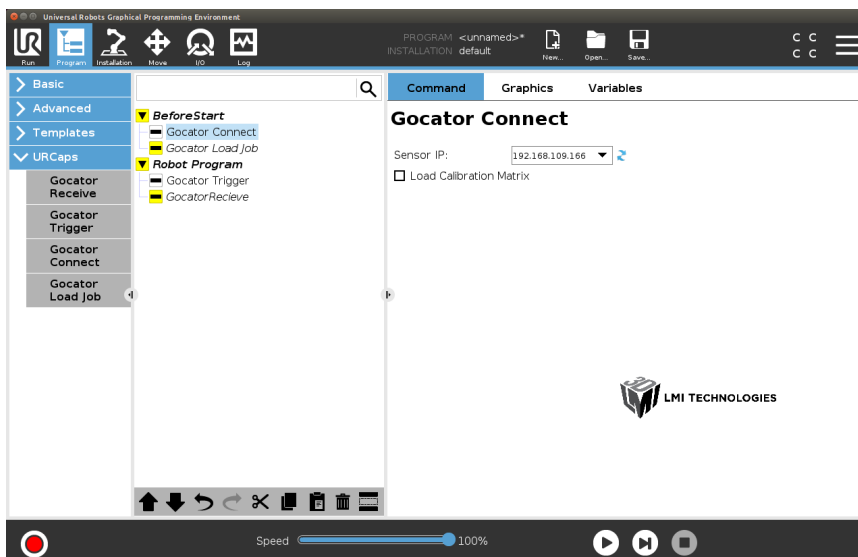 Universal Robots Graphical Programming Environment
PROGRAM <unnamed>*
INSTALLATION default
Run Program Installation Move I/O Log New... Open... Save...
C C
C C
Basic
Advanced
Templates
URCaps
Gocator
Receive
Gocator
Trigger
Gocator
Connect
Gocator
Load Job
BeforeStart
Gocator Connect
Gocator Load Job
Robot Program
Gocator Trigger
GocatorRecieve
Command Graphics Variables
Gocator Connect
Sensor IP: 192.168.109.166
Load Calibration Matrix
3D
LMI
LMI TECHNOLOGIES
Speed 100%